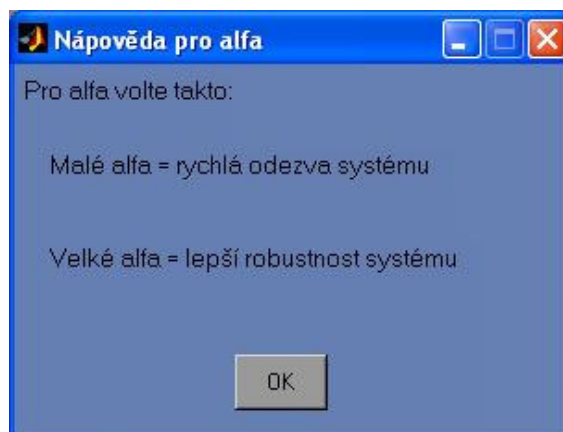 Nápověda pro alfa
Pro alfa volte takto:
Malé alfa = rychlá odezva systému
Velké alfa = lepší robustnost systému
OK